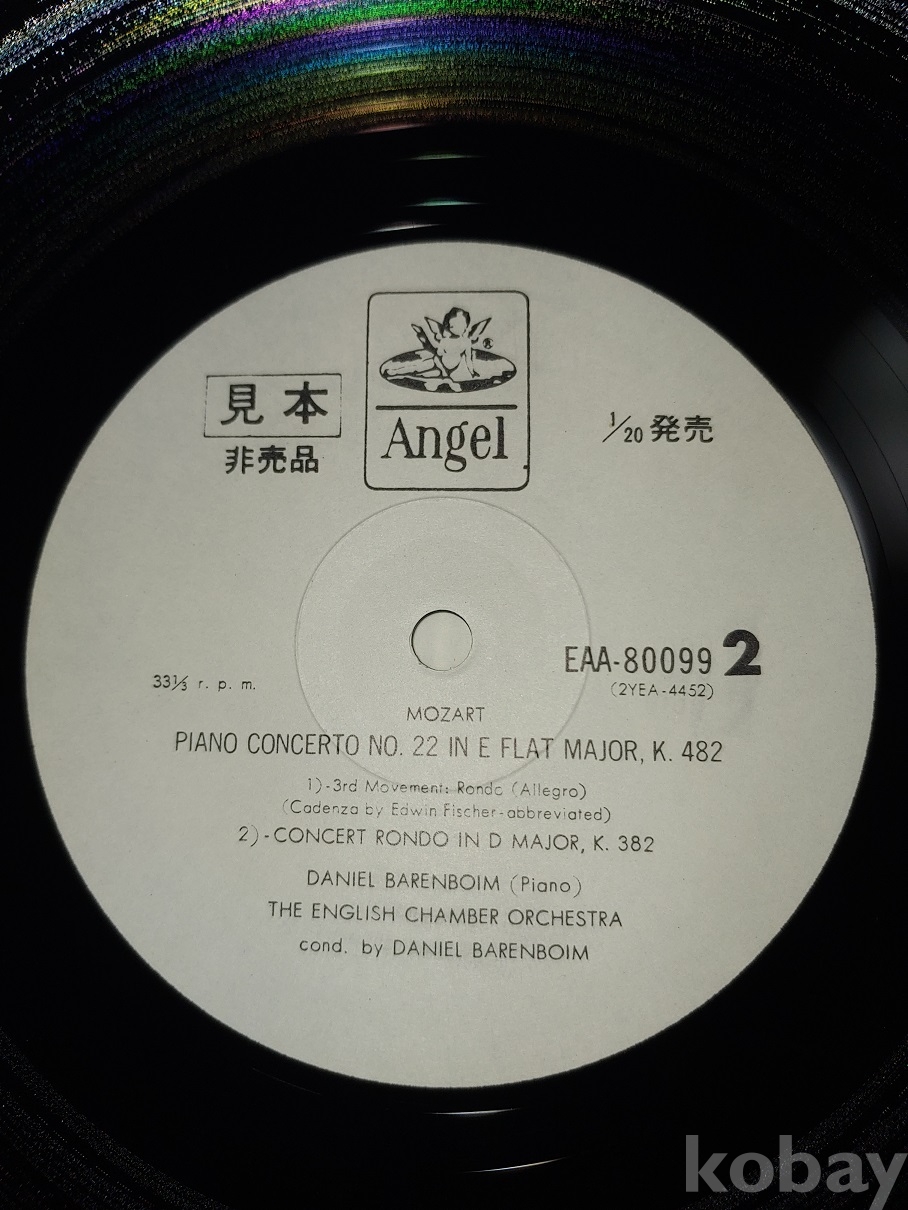 見本
非売品
®
Angel
1/20 発売
EAA-80099 2
(2YEA-4452)
33⅓ r. p. m.
MOZART
PIANO CONCERTO NO. 22 IN E FLAT MAJOR, K. 482
1)-3rd Movement: Rondo (Allegro)
(Cadenza by Edwin Fischer-abbreviated)
2)-CONCERT RONDO IN D MAJOR, K. 382
DANIEL BARENBOIM (Piano)
THE ENGLISH CHAMBER ORCHESTRA
cond. by DANIEL BARENBOIM
kobay